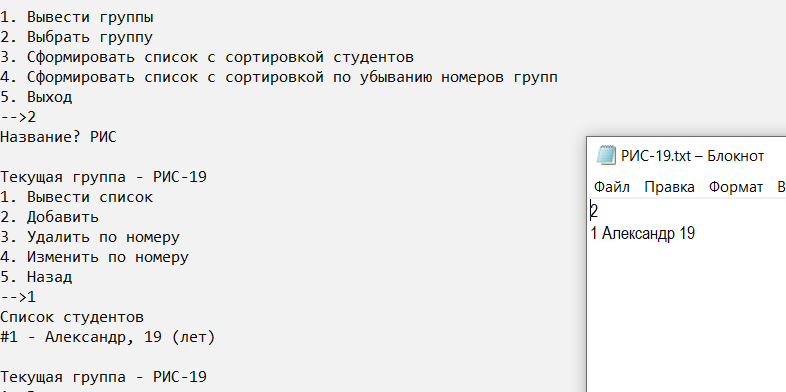 1. Вывести группы
2. Выбрать группу
3. Сформировать список с сортировкой студентов
4. Сформировать список с сортировкой по убыванию номеров групп
5. Выход
-->2
Название? РИС
Текущая группа - РИС-19
1. Вывести список
2. Добавить
3. Удалить по номеру
4. Изменить по номеру
5. Назад
-->1
Список студентов
#1 - Александр, 19 (лет)
Текущая группа - РИС-19
РИС-19.txt – Блокнот
Файл Правка Формат В
2
1 Александр 19